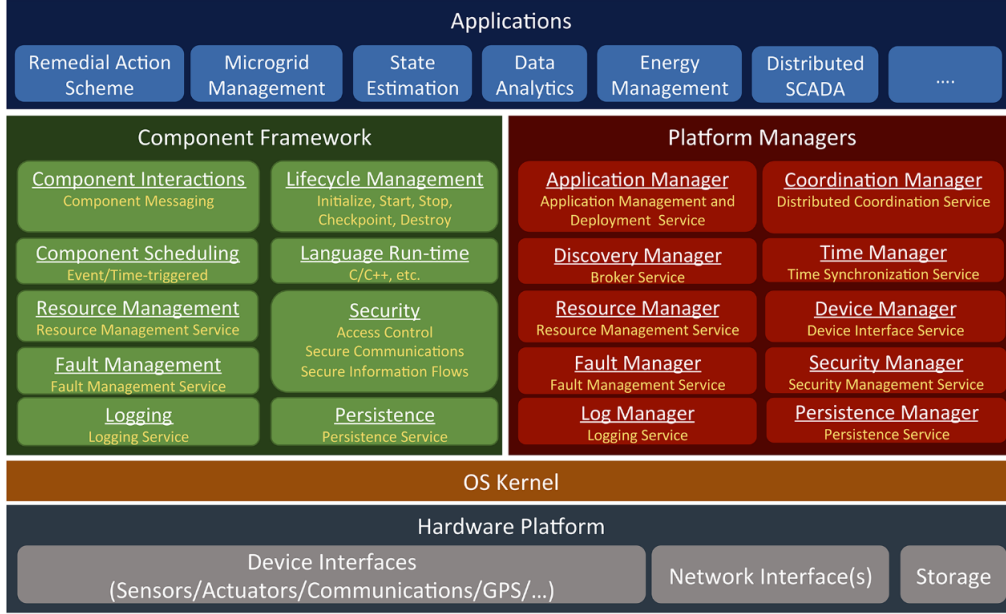 Applications
Remedial Action
Scheme
Microgrid
Management
State
Estimation
Data
Analytics
Energy
Management
Distributed
SCADA
....
Component Framework
Component Interactions
Component Messaging
Lifecycle Management
Initialize, Start, Stop,
Checkpoint, Destroy
Component Scheduling
Event/Time-triggered
Language Run-time
C/C++, etc.
Resource Management
Resource Management Service
Security
Access Control
Secure Communications
Secure Information Flows
Fault Management
Fault Management Service
Logging
Logging Service
Persistence
Persistence Service
Platform Managers
Application Manager
Application Management and
Deployment Service
Coordination Manager
Distributed Coordination Service
Discovery Manager
Broker Service
Time Manager
Time Synchronization Service
Resource Manager
Resource Management Service
Device Manager
Device Interface Service
Fault Manager
Fault Management Service
Security Manager
Security Management Service
Log Manager
Logging Service
Persistence Manager
Persistence Service
OS Kernel
Hardware Platform
Device Interfaces
(Sensors/Actuators/Communications/GPS/...)
Network Interface(s)
Storage